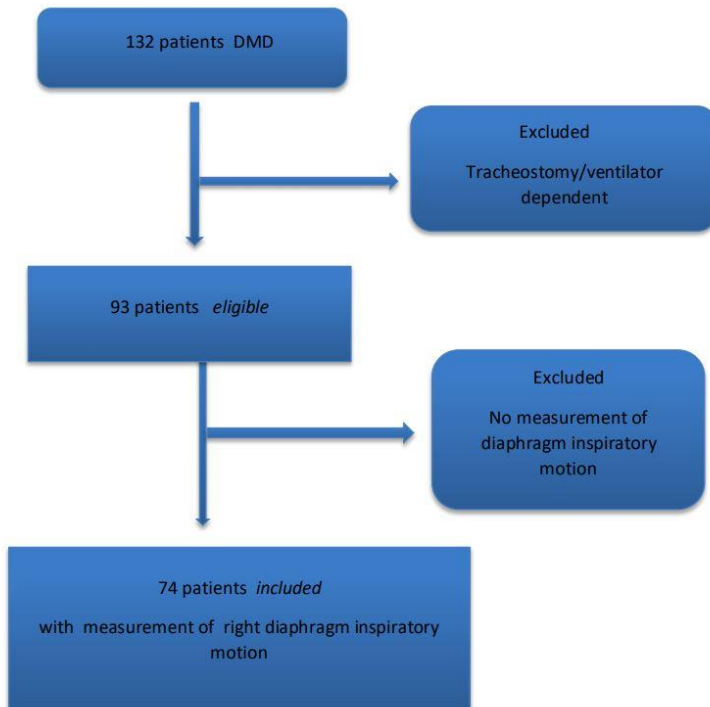 132 patients DMD
Excluded
Tracheostomy/ventilator
dependent
93 patients eligible
Excluded
No measurement of
diaphragm inspiratory
motion
74 patients included
with measurement of right diaphragm inspiratory
motion